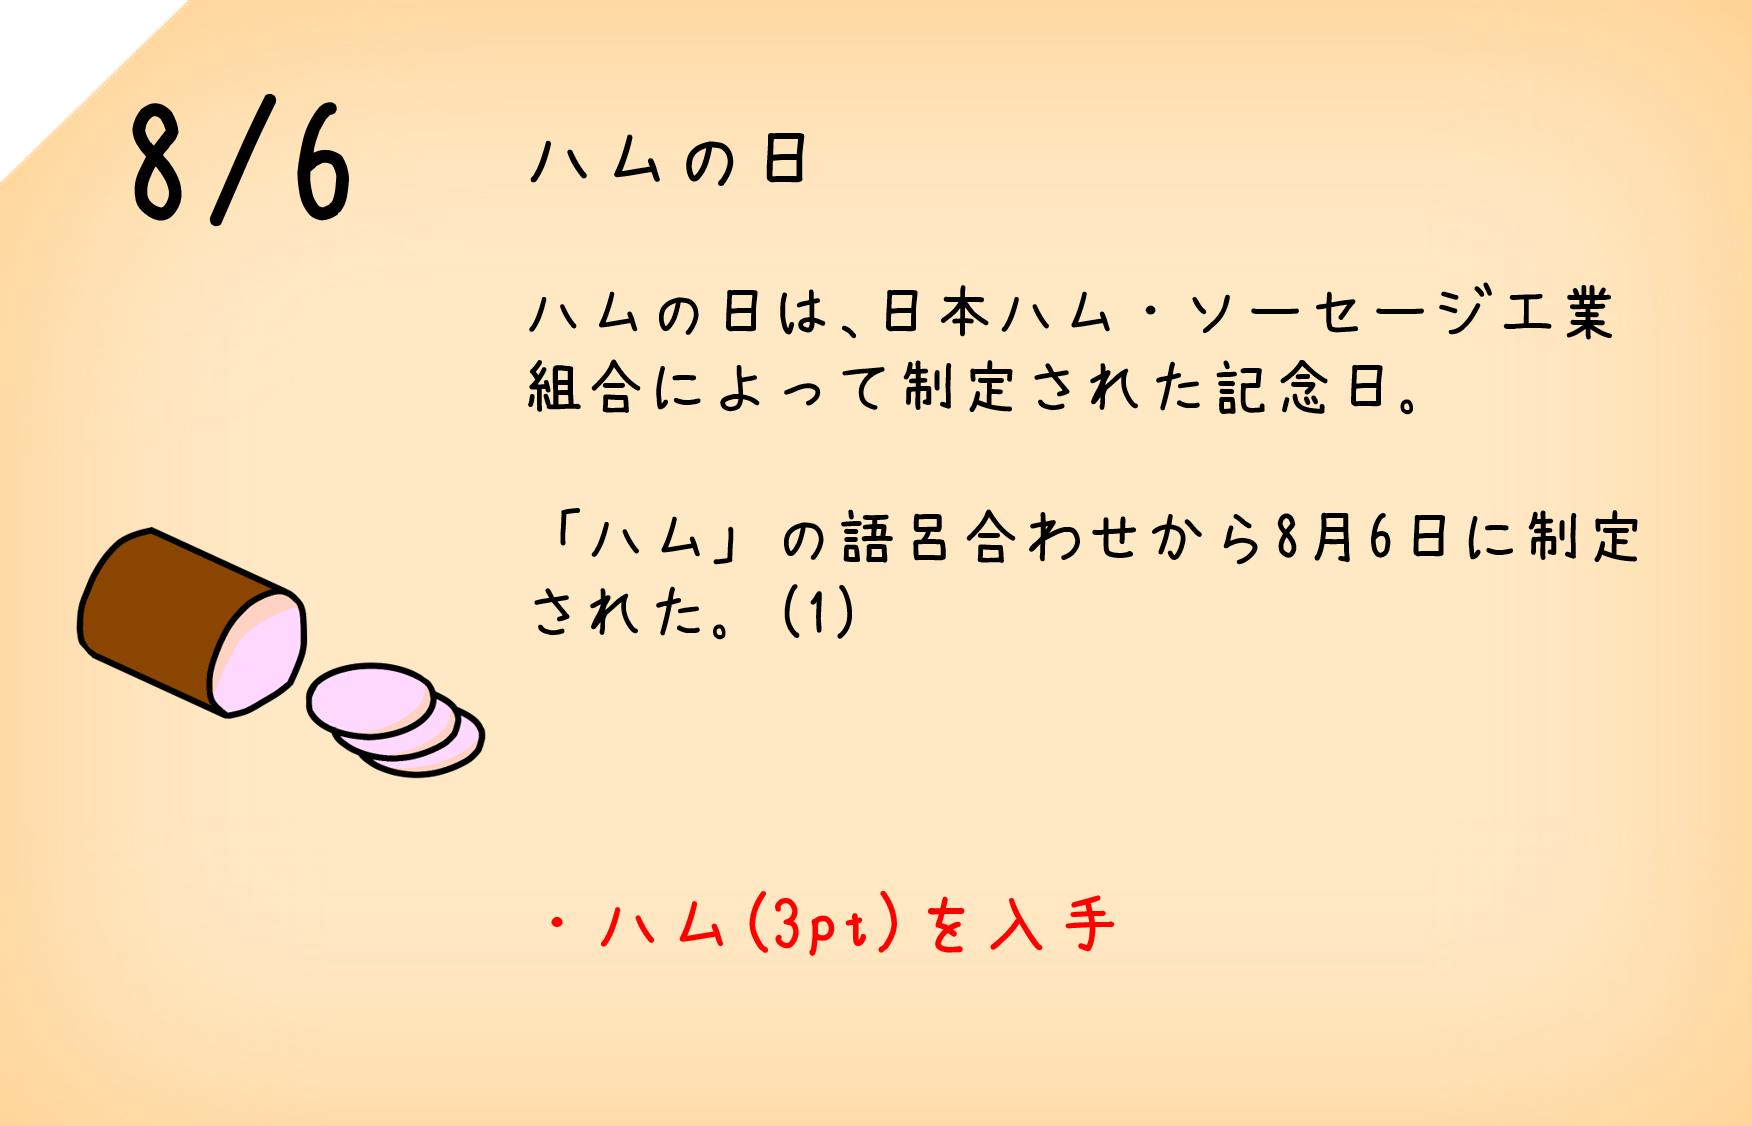 8/6
ハムの日
ハムの日は、日本ハム・ソーセージ工業
組合によって制定された記念日。
「ハム」の語呂合わせから8月6日に制定
された。(1)
・ハム(3pt)を入手